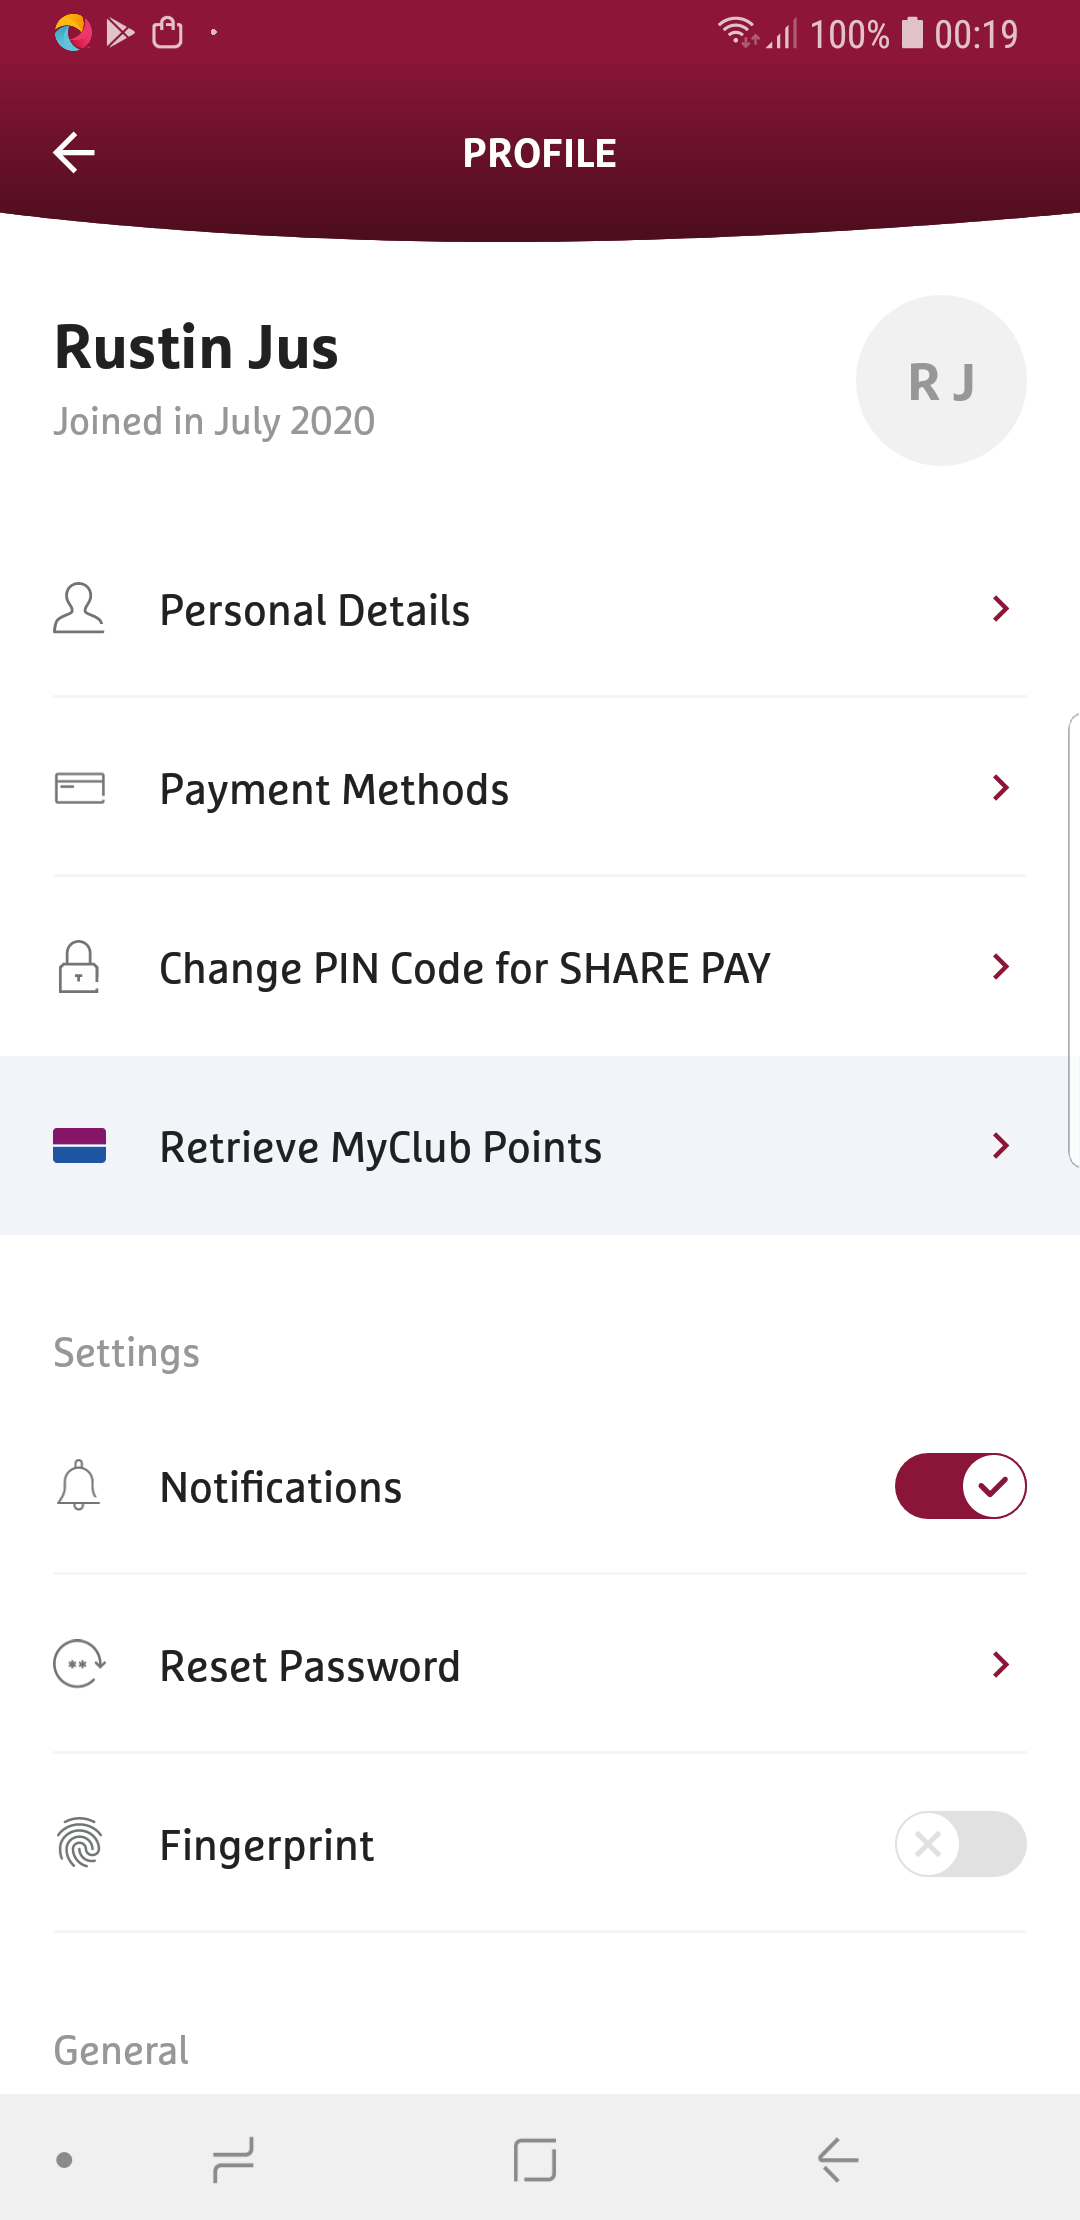 100% 00:19
PROFILE
Rustin Jus
Joined in July 2020
R J
Personal Details
Payment Methods
Change PIN Code for SHARE PAY
Retrieve MyClub Points
Settings
Notifications
Reset Password
Fingerprint
General